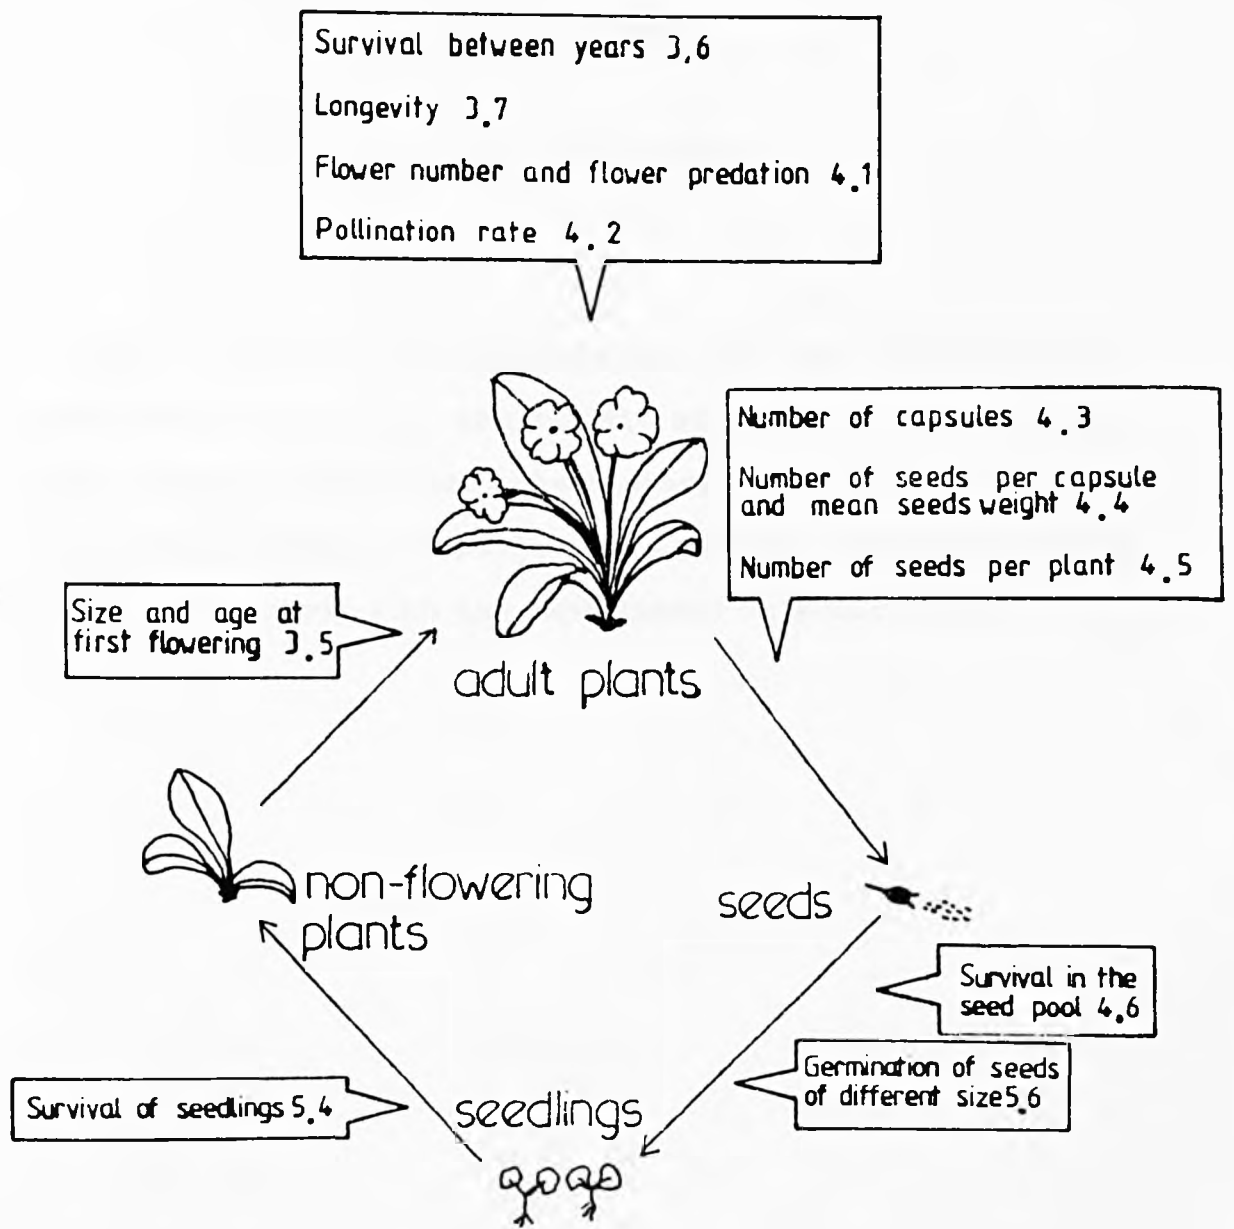 Survival between years 3.6
Longevity 3.7
Flower number and flower predation 4.1
Pollination rate 4.2
Number of capsules 4.3
Number of seeds per capsule
and mean seeds weight 4.4
Number of seeds per plant 4.5
Size and age at
first flowering 3.5
adult plants
non-flowering
plants
seeds
Survival in the
seed pool 4.6
Germination of seeds
of different size 5.6
Survival of seedlings 5.4
seedlings